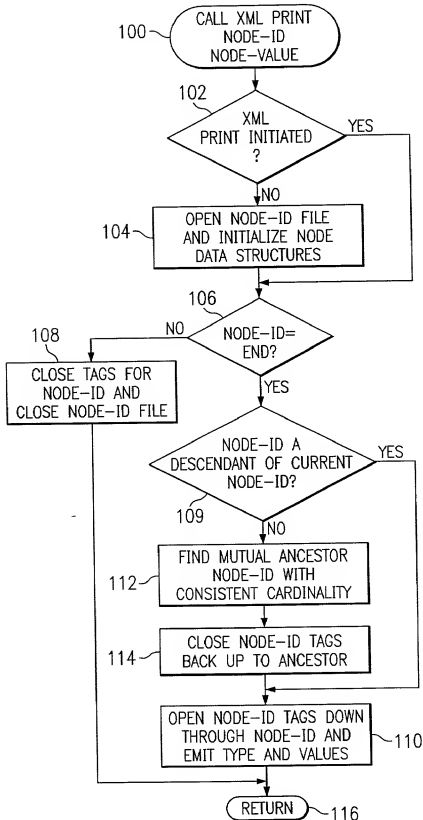 CALL XML PRINT
NODE-ID
NODE-VALUE
100
102
XML
PRINT INITIATED
?
YES
NO
OPEN NODE-ID FILE
AND INITIALIZE NODE
DATA STRUCTURES
104
106
NO
NODE-ID=
END?
108
YES
CLOSE TAGS FOR
NODE-ID AND
CLOSE NODE-ID FILE
NODE-ID A
DESCENDANT OF CURRENT
NODE-ID?
YES
109
NO
FIND MUTUAL ANCESTOR
NODE-ID WITH
CONSISTENT CARDINALITY
112
CLOSE NODE-ID TAGS
BACK UP TO ANCESTOR
114
OPEN NODE-ID TAGS DOWN
THROUGH NODE-ID AND
EMIT TYPE AND VALUES
110
RETURN
116